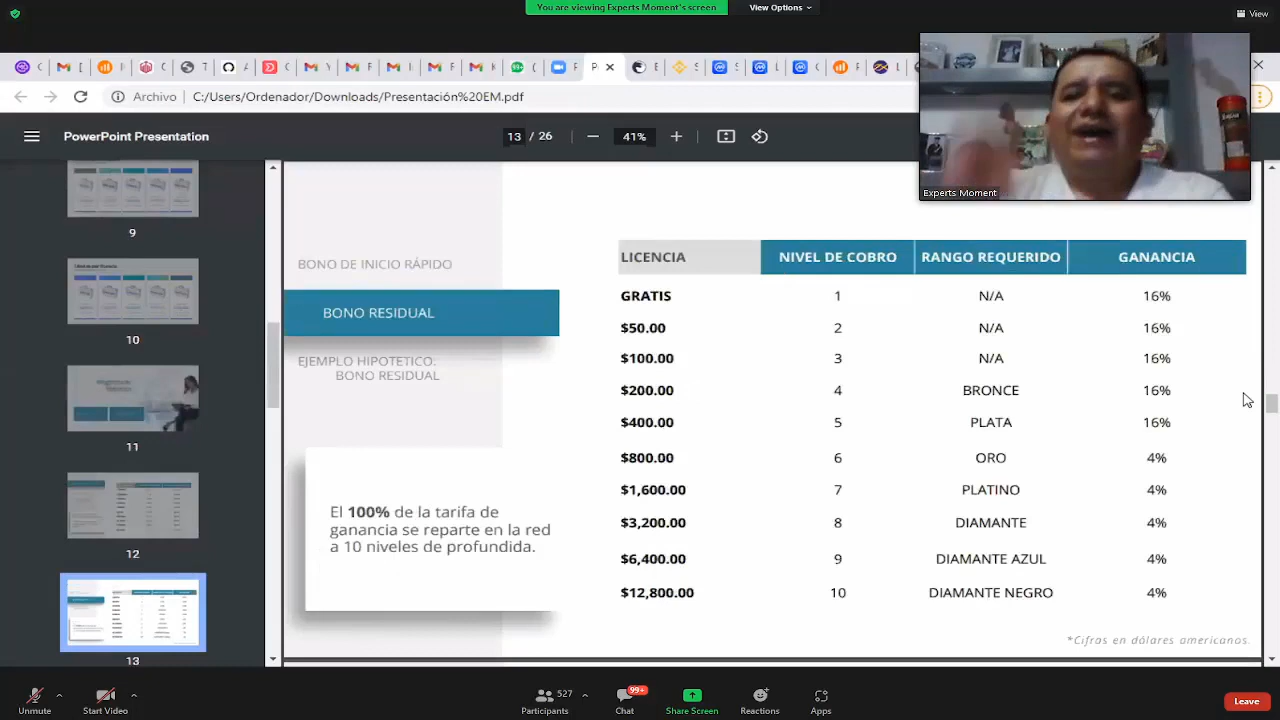 You are viewing Experts Moment's screen
View Options
View
Archivo
C:/Users/Ordenador/Downloads/Presentación%20EM.pdf
PowerPoint Presentation
13 / 26
41%
Experts Moment
9
10
11
12
13
BONO DE INICIO RÁPIDO
BONO RESIDUAL
EJEMPLO HIPOTETICO.
BONO RESIDUAL
El 100% de la tarifa de
ganancia se reparte en la red
a 10 niveles de profundida.
LICENCIA NIVEL DE COBRO RANGO REQUERIDO GANANCIA
GRATIS 1 N/A 16%
$50.00 2 N/A 16%
$100.00 3 N/A 16%
$200.00 4 BRONCE 16%
$400.00 5 PLATA 16%
$800.00 6 ORO 4%
$1,600.00 7 PLATINO 4%
$3,200.00 8 DIAMANTE 4%
$6,400.00 9 DIAMANTE AZUL 4%
$12,800.00 10 DIAMANTE NEGRO 4%
*Cifras en dólares americanos.
Unmute
Start Video
527
Participants
99+
Chat
Share Screen
Reactions
Apps
Leave